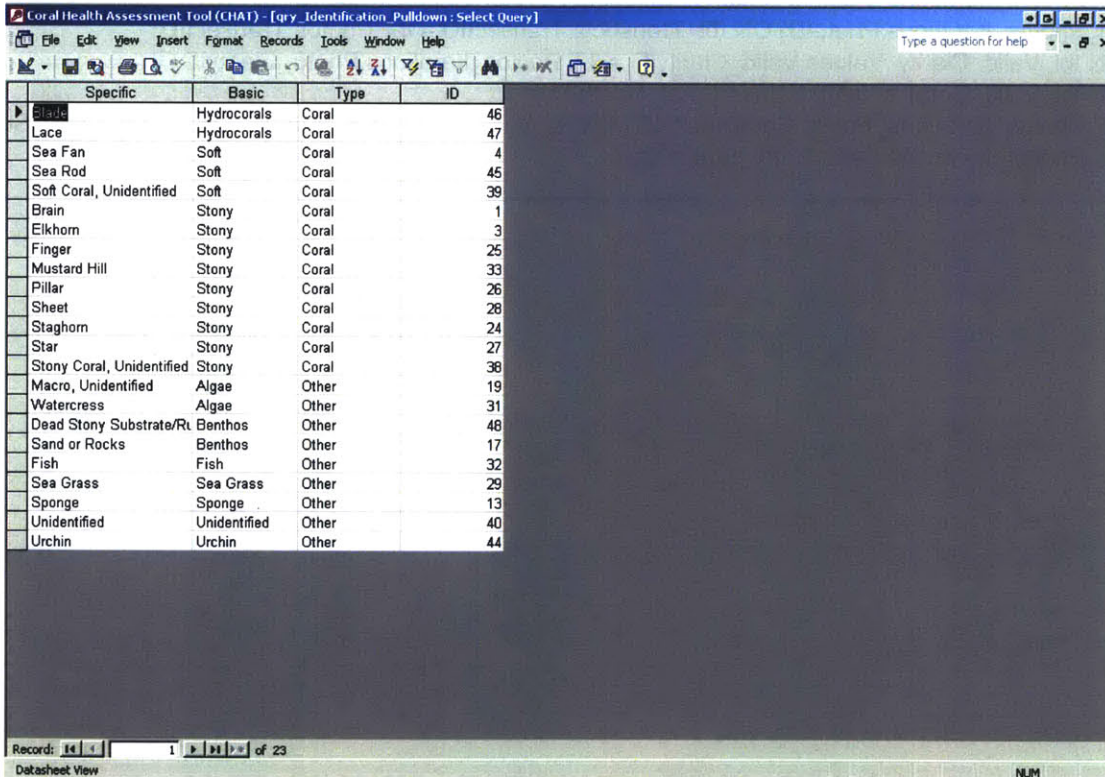 Coral Health Assessment Tool (CHAT) - [qry_Identification_Pulldown : Select Query]
File Edit View Insert Format Records Tools Window Help Type a question for help
Specific Basic Type ID
Blade Hydrocorals Coral 46
Lace Hydrocorals Coral 47
Sea Fan Soft Coral 4
Sea Rod Soft Coral 45
Soft Coral, Unidentified Soft Coral 39
Brain Stony Coral 1
Elkhorn Stony Coral 3
Finger Stony Coral 25
Mustard Hill Stony Coral 33
Pillar Stony Coral 26
Sheet Stony Coral 28
Staghorn Stony Coral 24
Star Stony Coral 27
Stony Coral, Unidentified Stony Coral 38
Macro, Unidentified Algae Other 19
Watercress Algae Other 31
Dead Stony Substrate/Ru Benthos Other 48
Sand or Rocks Benthos Other 17
Fish Fish Other 32
Sea Grass Sea Grass Other 29
Sponge Sponge Other 13
Unidentified Unidentified Other 40
Urchin Urchin Other 44
Record: 1 of 23
Datasheet View NUM